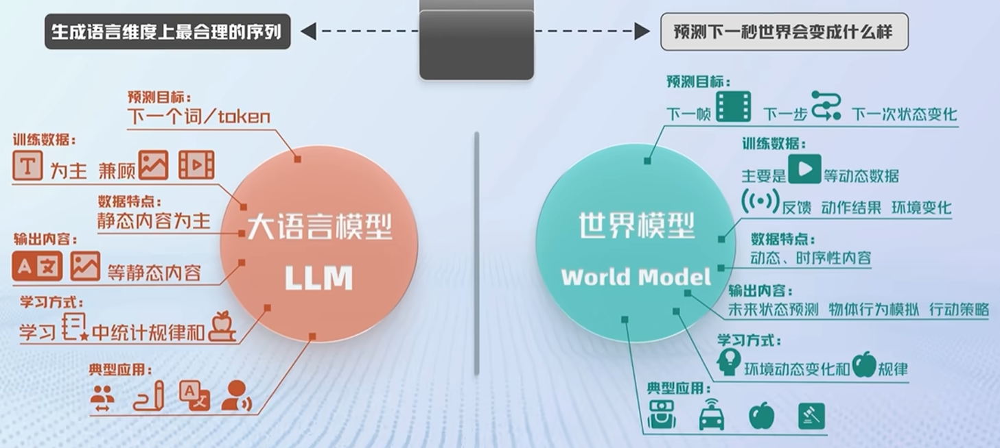 生成语言维度上最合理的序列
预测下一秒世界会变成什么样
预测目标：
下一个词/token
训练数据：
T 为主 兼顾
数据特点：
静态内容为主
输出内容：
A 文 等静态内容
学习方式：
学习 中统计规律和
典型应用：
A 文
大语言模型
LLM
预测目标：
下一帧 下一步 下一次状态变化
训练数据：
主要是 等动态数据
反馈 动作结果 环境变化
数据特点：
动态、时序性内容
输出内容：
未来状态预测 物体行为模拟 行动策略
学习方式：
环境动态变化和 规律
典型应用：
世界模型
World Model